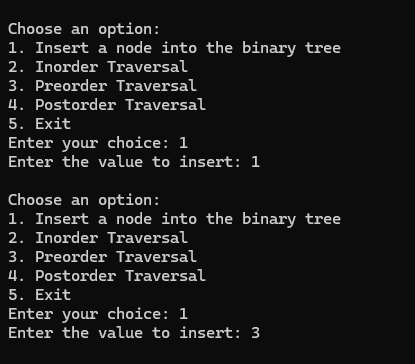 Choose an option:
1. Insert a node into the binary tree
2. Inorder Traversal
3. Preorder Traversal
4. Postorder Traversal
5. Exit
Enter your choice: 1
Enter the value to insert: 1
Choose an option:
1. Insert a node into the binary tree
2. Inorder Traversal
3. Preorder Traversal
4. Postorder Traversal
5. Exit
Enter your choice: 1
Enter the value to insert: 3